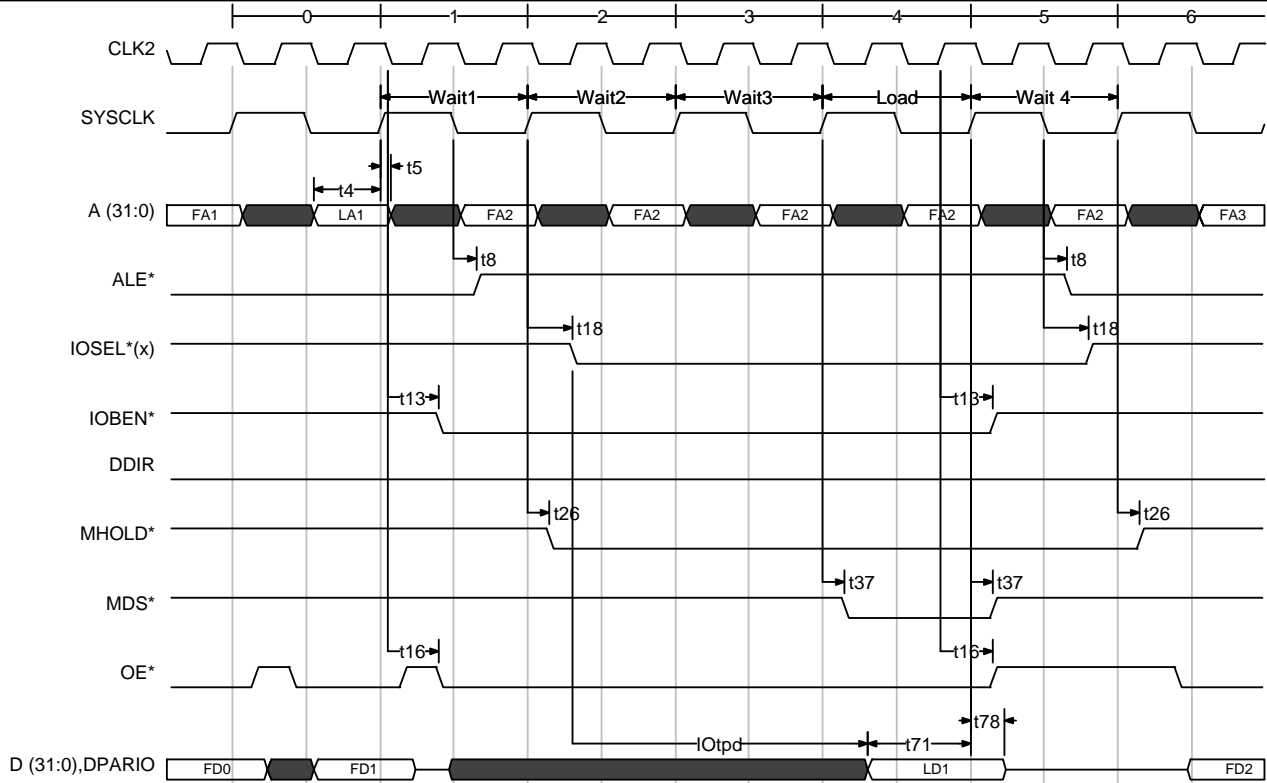 0 1 2 3 4 5 6
CLK2
Wait1 Wait2 Wait3 Load Wait 4
SYSCLK
t5
t4
A (31:0) FA1 LA1 FA2 FA2 FA2 FA2 FA2 FA3
t8 t8
ALE*
t18 t18
IOSEL*(x)
t13 t13
IOBEN*
DDIR
t26 t26
MHOLD*
t37 t37
MDS*
t16 t16
OE*
t78
IOtpd t71
D (31:0),DPARIO FD0 FD1 LD1 FD2